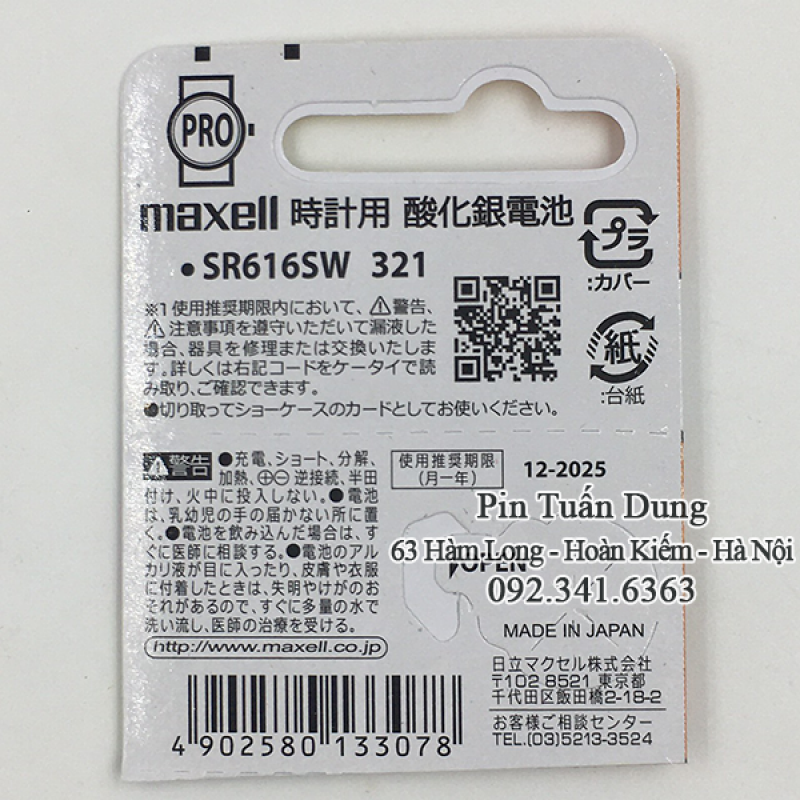 PRO
maxell 時計用 酸化銀電池
•SR616SW 321
プラ
:カバー
紙
:台紙
※1使用推奨期限内において、⚠警告、
⚠注意事項を遵守いただいて漏液した
場合、器具を修理または交換いたしま
す。詳しくは右記コードをケータイで読
み取り、ご確認できます。
●切り取ってショーケースのカードとしてお使いください。
⚠警告 ●充電、ショート、分解、
加熱、⊕⊖逆接続、半田
付け、火中に投入しない。●電池
は、乳幼児の手の届かない所に置
く。●電池を飲み込んだ場合は、す
ぐに医師に相談する。●電池のアル
カリ液が目に入ったり、皮膚や衣服
に付着したときは、失明やけがのお
それがあるので、すぐに多量の水で
洗い流し、医師の治療を受ける。
http://www.maxell.co.jp
使用推奨期限
(月一年)
12-2025
Pin Tuấn Dung
63 Hàm Long - Hoàn Kiếm - Hà Nội
OPEN
092.341.6363
MADE IN JAPAN
日立マクセル株式会社
〒102 8521 東京都
千代田区飯田橋2-18-2
お客様ご相談センター
TEL.(03)5213-3524
4 902580 133078